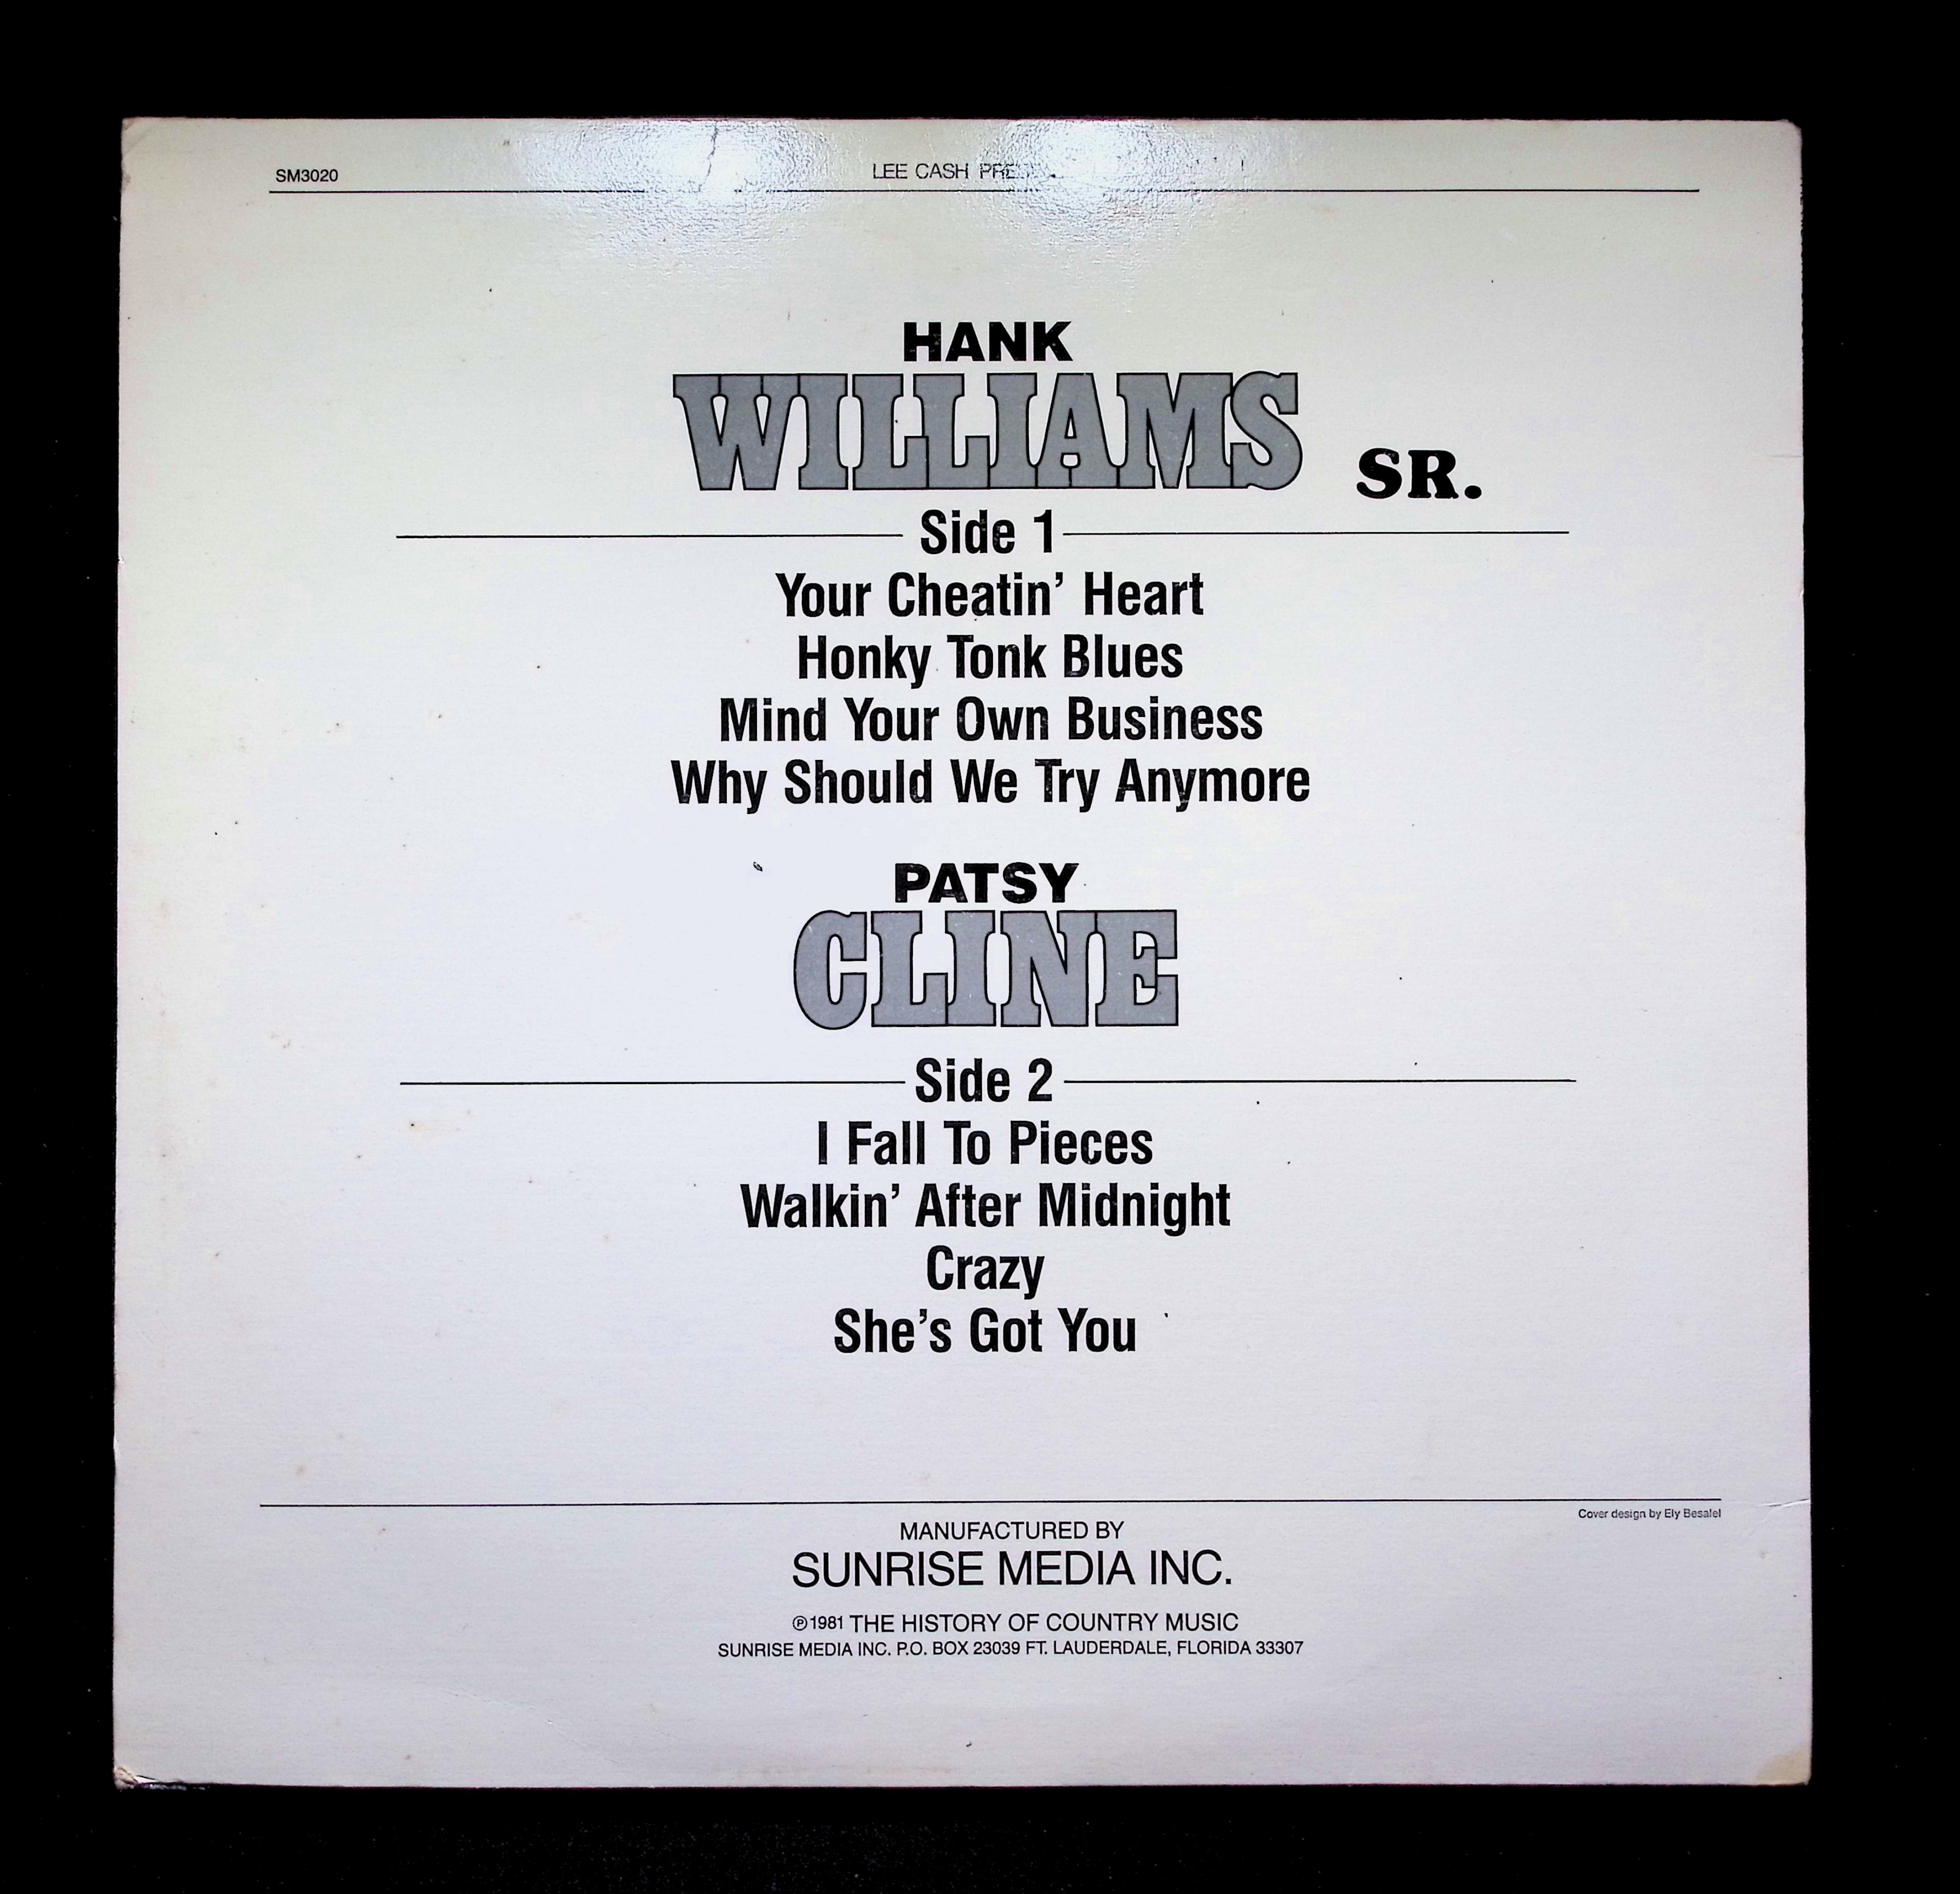 SM3020
LEE CASH
HANK
WILLIAMS SR.
Side 1
Your Cheatin’ Heart
Honky Tonk Blues
Mind Your Own Business
Why Should We Try Anymore
PATSY
CLINE
Side 2
I Fall To Pieces
Walkin’ After Midnight
Crazy
She’s Got You
Cover design by Ely Besalel
MANUFACTURED BY
SUNRISE MEDIA INC.
℗1981 THE HISTORY OF COUNTRY MUSIC
SUNRISE MEDIA INC. P.O. BOX 23039 FT. LAUDERDALE, FLORIDA 33307